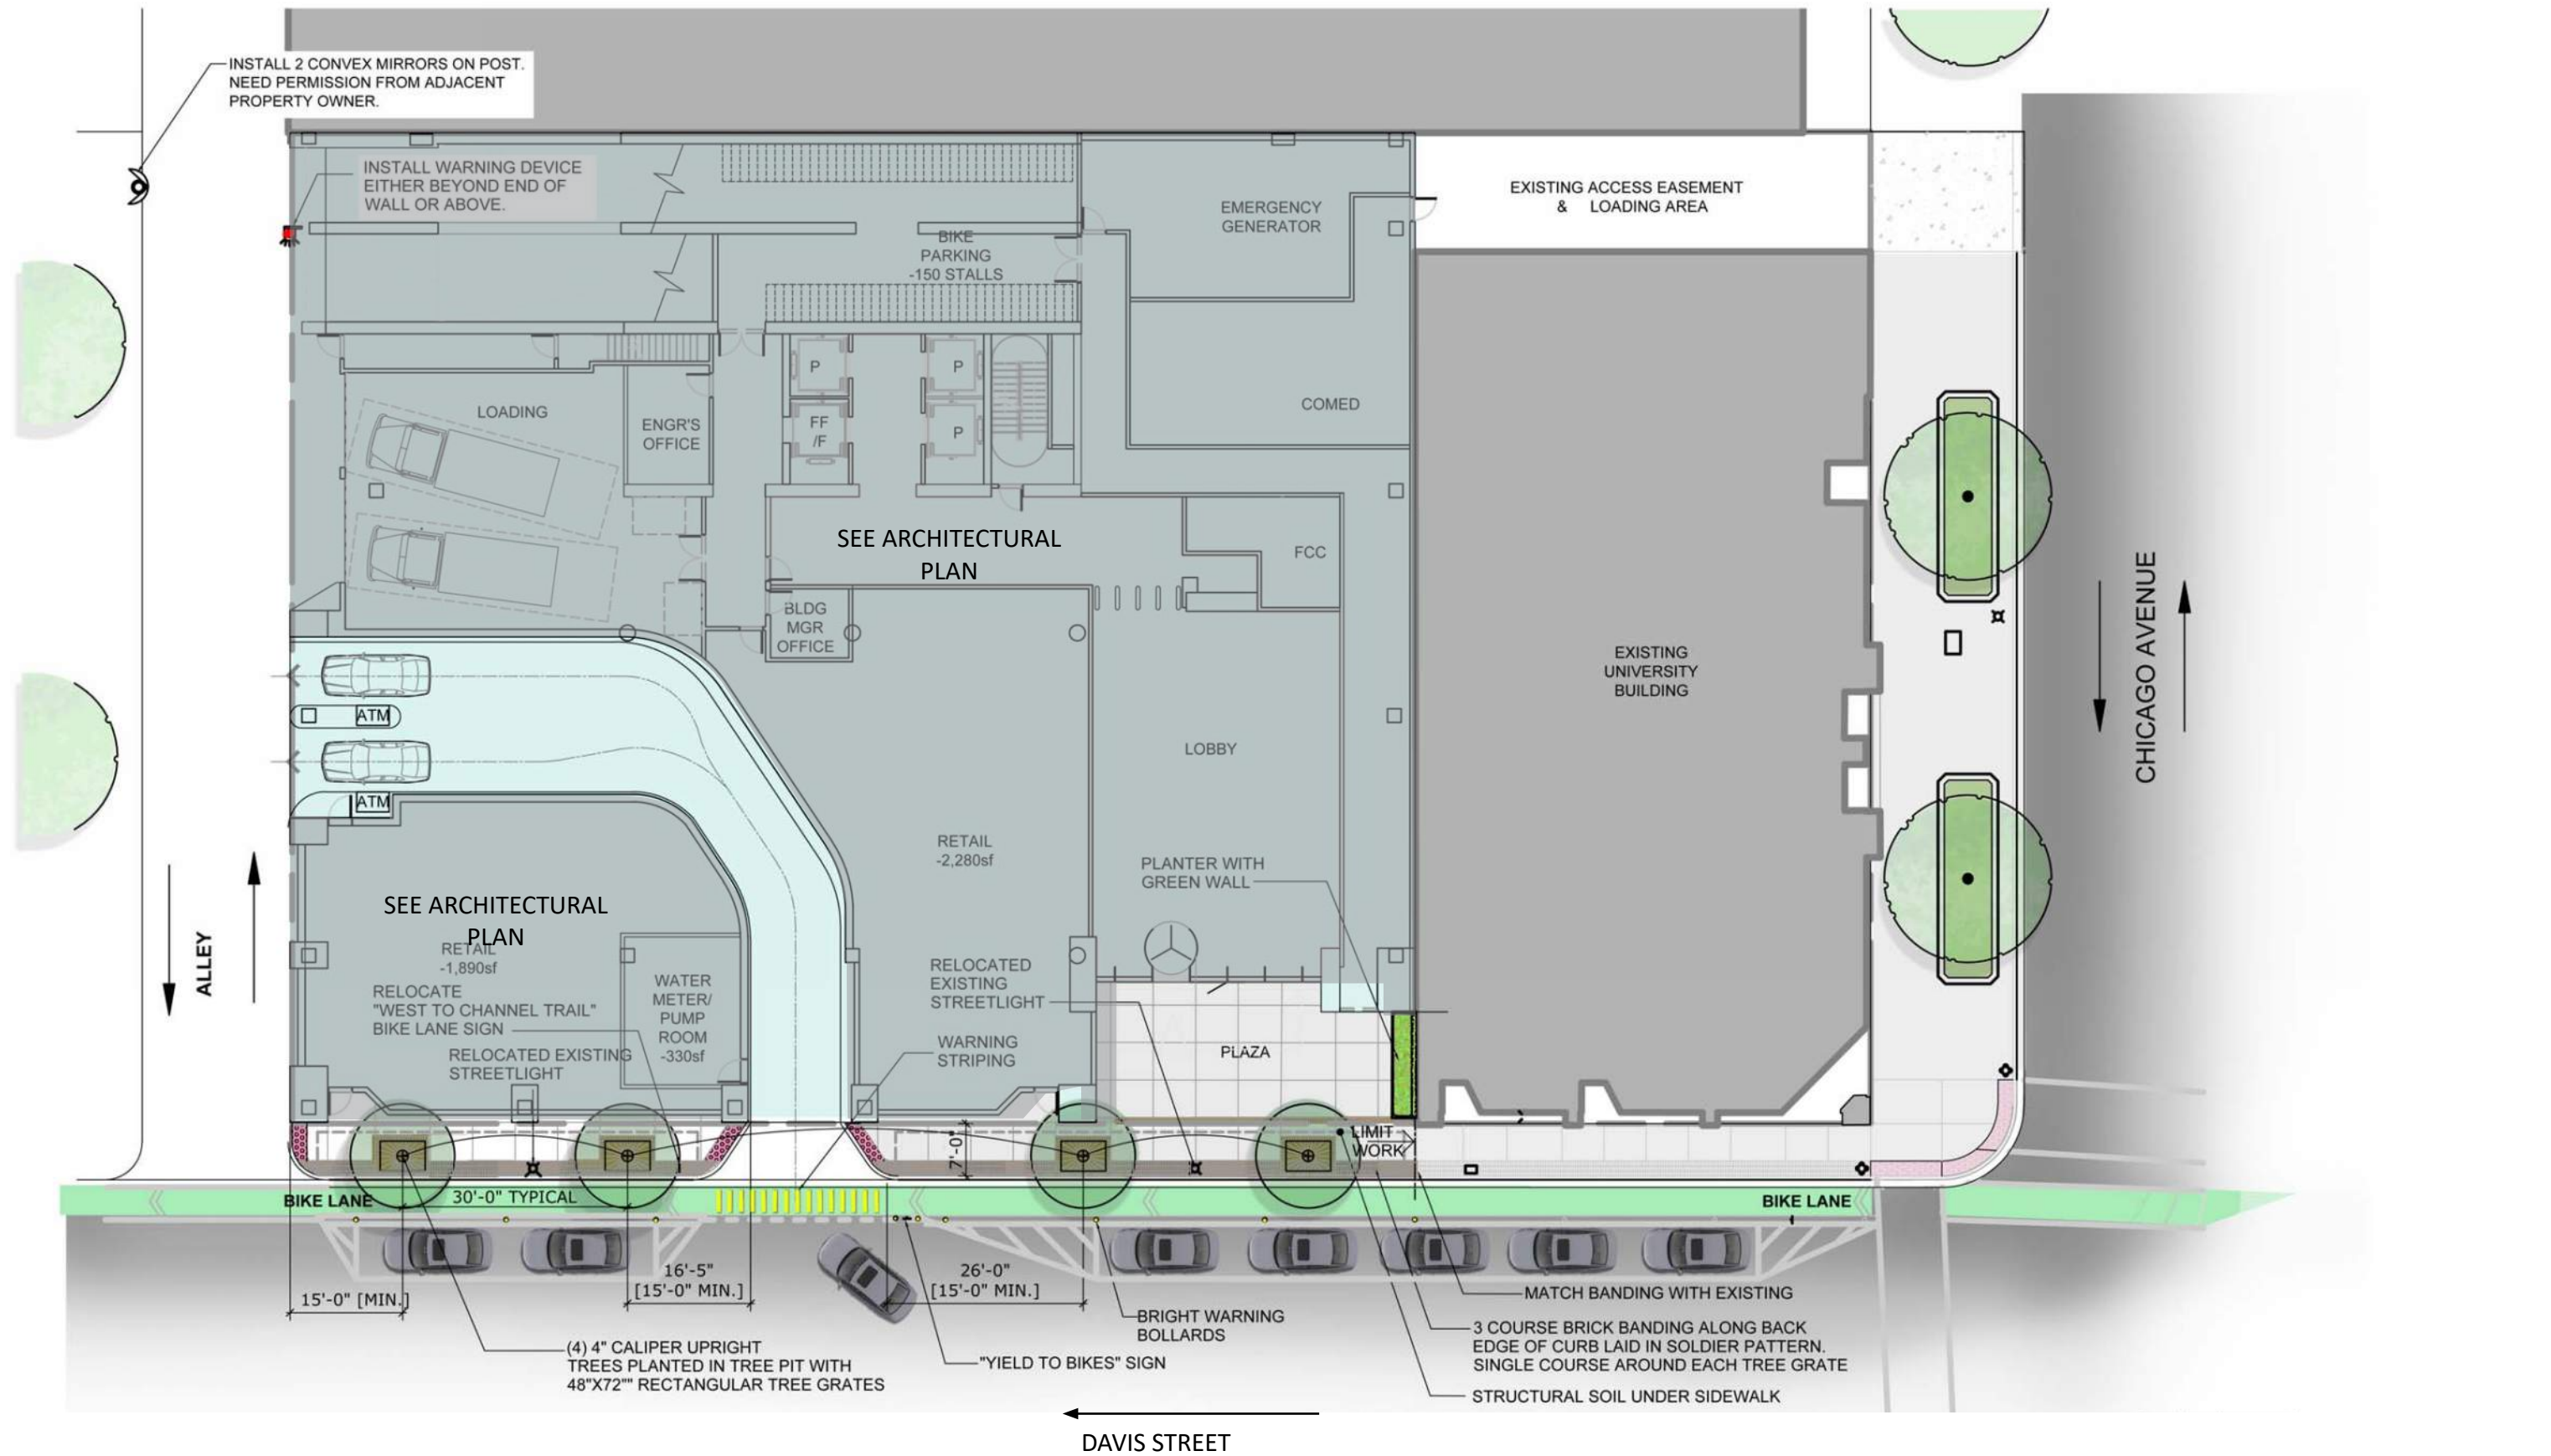 INSTALL 2 CONVEX MIRRORS ON POST.
NEED PERMISSION FROM ADJACENT
PROPERTY OWNER.
INSTALL WARNING DEVICE
EITHER BEYOND END OF
WALL OR ABOVE.
BIKE
PARKING
-150 STALLS
EMERGENCY
GENERATOR
EXISTING ACCESS EASEMENT
& LOADING AREA
LOADING
ENGR'S
OFFICE
P
P
FF
/F
P
COMED
SEE ARCHITECTURAL
PLAN
FCC
BLDG
MGR
OFFICE
EXISTING
UNIVERSITY
BUILDING
CHICAGO AVENUE
ATM
ATM
LOBBY
RETAIL
-2,280sf
PLANTER WITH
GREEN WALL
SEE ARCHITECTURAL
PLAN
RETAIL
-1,890sf
ALLEY
RELOCATE
"WEST TO CHANNEL TRAIL"
BIKE LANE SIGN
WATER
METER/
PUMP
ROOM
-330sf
RELOCATED
EXISTING
STREETLIGHT
RELOCATED EXISTING
STREETLIGHT
WARNING
STRIPING
PLAZA
7'-0"
LIMIT
WORK
BIKE LANE
30'-0" TYPICAL
BIKE LANE
15'-0" [MIN.]
16'-5"
[15'-0" MIN.]
26'-0"
[15'-0" MIN.]
MATCH BANDING WITH EXISTING
BRIGHT WARNING
BOLLARDS
3 COURSE BRICK BANDING ALONG BACK
EDGE OF CURB LAID IN SOLDIER PATTERN.
SINGLE COURSE AROUND EACH TREE GRATE
(4) 4" CALIPER UPRIGHT
TREES PLANTED IN TREE PIT WITH
48"X72"" RECTANGULAR TREE GRATES
"YIELD TO BIKES" SIGN
STRUCTURAL SOIL UNDER SIDEWALK
DAVIS STREET